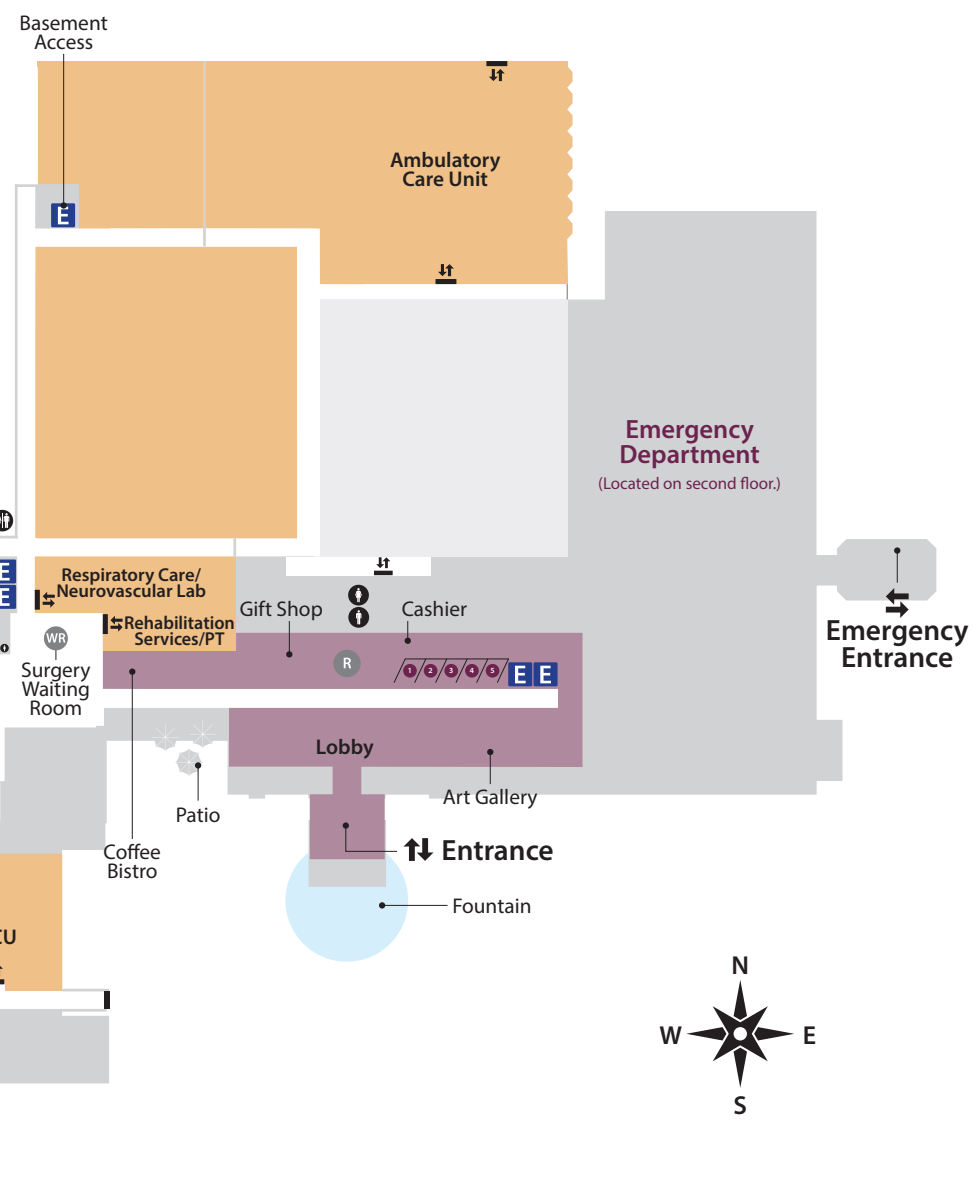 Basement
Access
Ambulatory
Care Unit
E
Emergency
Department
(Located on second floor.)
E
E
Respiratory Care/
Neurovascular Lab
Rehabilitation
Services/PT
Gift Shop
Cashier
WR
Surgery
Waiting
Room
R
1 2 3 4 5
E E
Emergency
Entrance
Lobby
Art Gallery
Patio
Coffee
Bistro
Entrance
Fountain
CU
N
W E
S